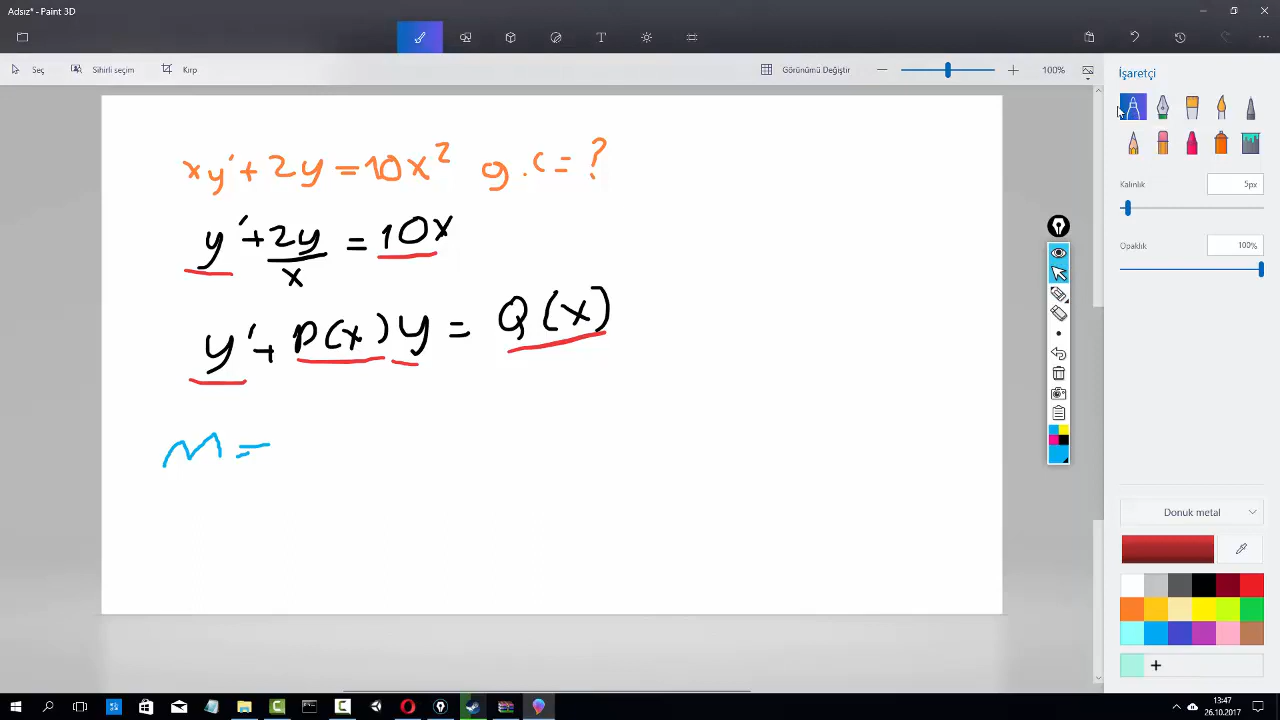 Adsız* - Paint 3D
Seç
Sihirli seçim
Kırp
Görünümü Değiştir
100%
İşaretçi
Kalınlık
5px
Opaklık
100%
Donuk metal
xy' + 2y = 10x² g.ç = ?
y' + 2y/x = 10x
y' + P(x) y = Q(x)
M =
13:47
26.10.2017